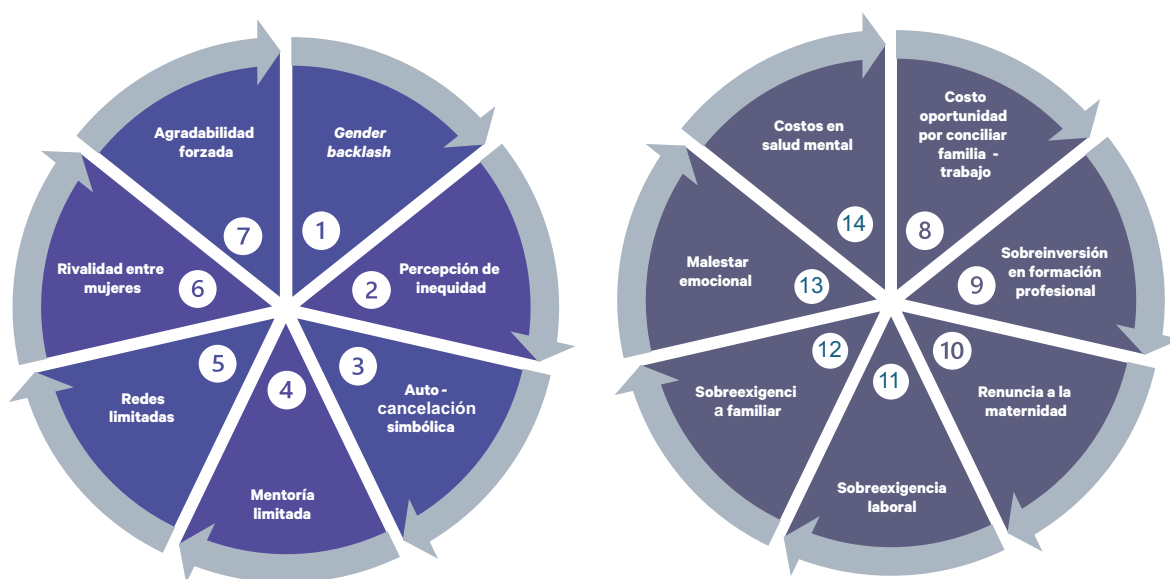 Gender
backlash
1
Percepción de
inequidad
2
Auto -
cancelación
simbólica
3
Mentoría
limitada
4
Redes
limitadas
5
Rivalidad entre
mujeres
6
Agradabilidad
forzada
7
Costo
oportunidad
por conciliar
familia -
trabajo
8
Sobreinversión
en formación
profesional
9
Renuncia a la
maternidad
10
Sobreexigencia
laboral
11
Sobreexigenci
a familiar
12
Malestar
emocional
13
Costos en
salud mental
14